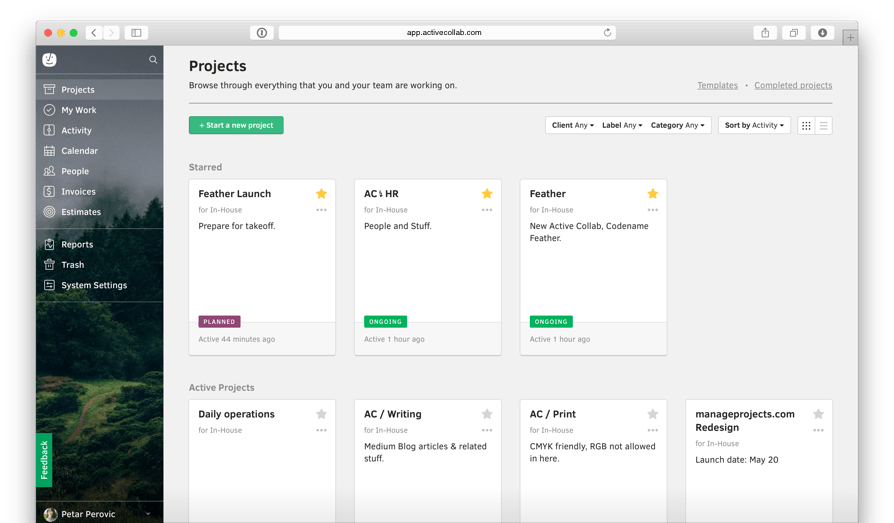 app.activecollab.com
Projects
My Work
Activity
Calendar
People
Invoices
Estimates
Reports
Trash
System Settings
Feedback
Petar Perovic
Projects
Browse through everything that you and your team are working on.
Templates • Completed projects
+ Start a new project
Client Any Label Any Category Any
Sort by Activity
Starred
Feather Launch
for In-House
Prepare for takeoff.
PLANNED
Active 44 minutes ago
AC HR
for In-House
People and Stuff.
ONGOING
Active 1 hour ago
Feather
for In-House
New Active Collab, Codename
Feather.
ONGOING
Active 1 hour ago
Active Projects
Daily operations
for In-House
AC / Writing
for In-House
Medium Blog articles & related
stuff.
AC / Print
for In-House
CMYK friendly, RGB not allowed
in here.
manageprojects.com
Redesign
for In-House
Launch date: May 20